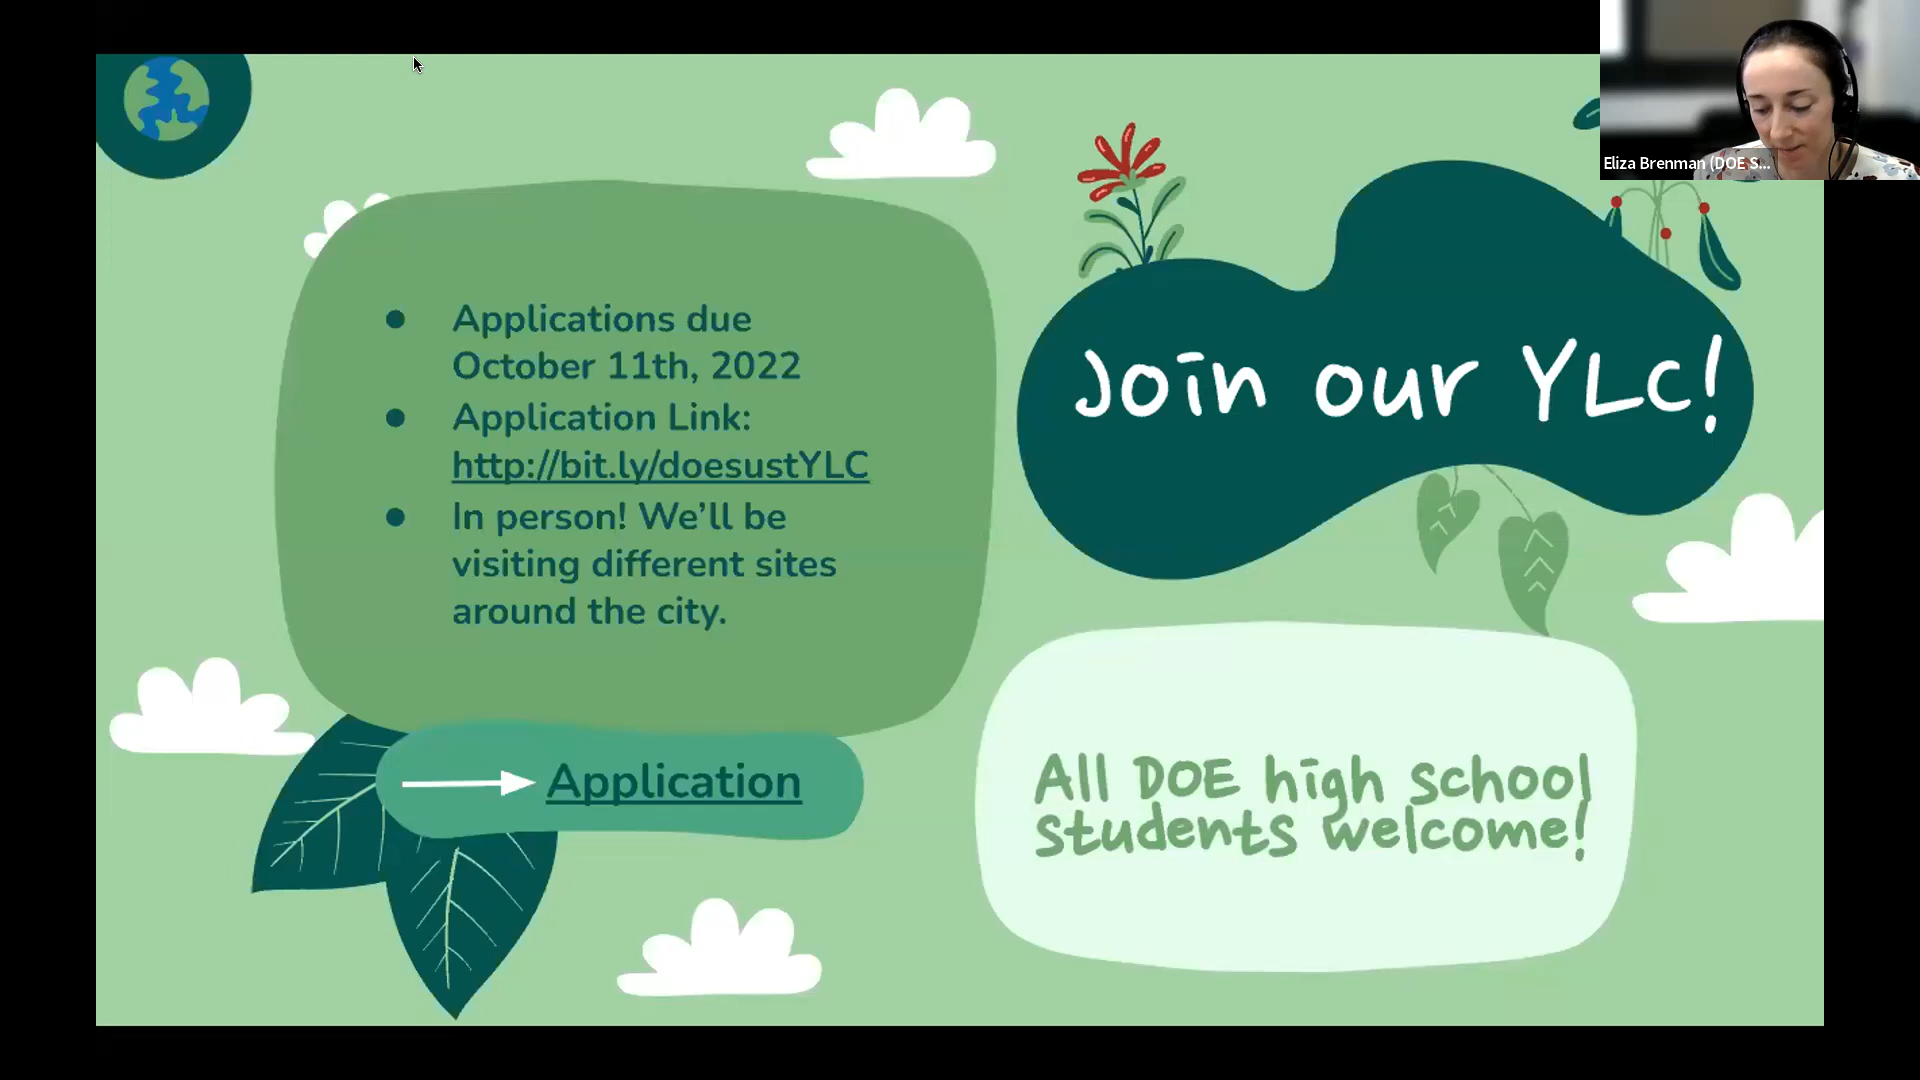 Applications due
October 11th, 2022
Application Link:
http://bit.ly/doesustYLC
In person! We'll be
visiting different sites
around the city.
Application
Join our YLC!
All DOE high school
students welcome!
Eliza Brenman (DOE S...